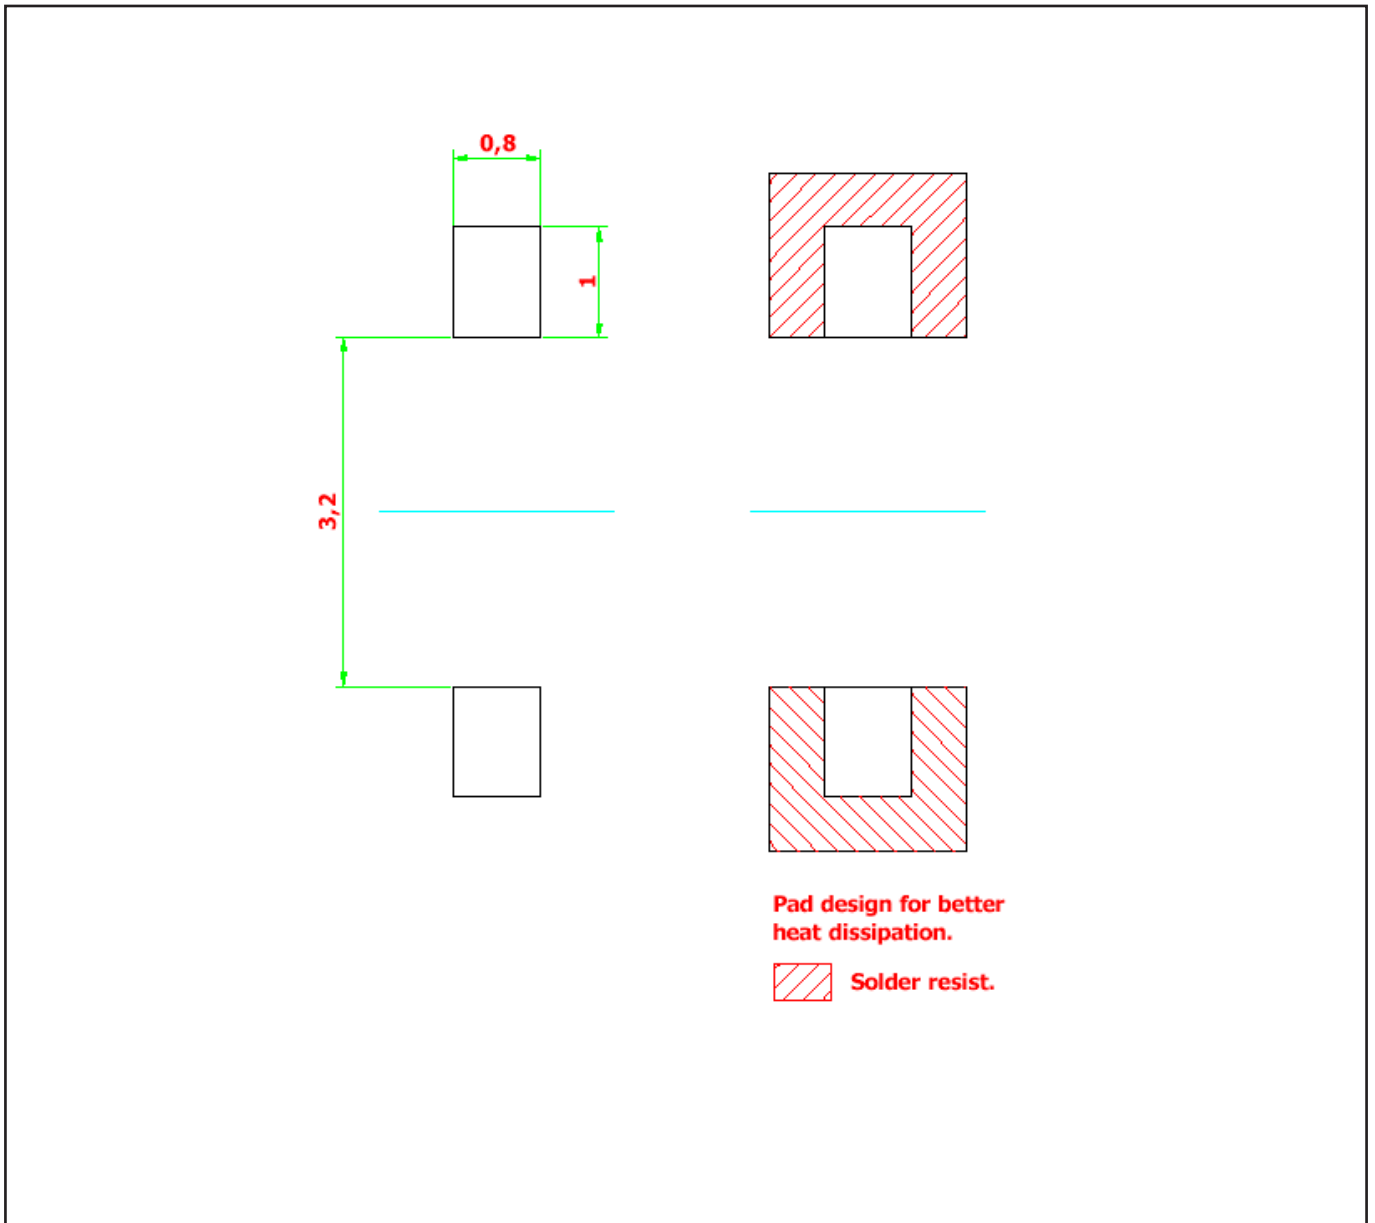 0,8
1
3,2
Pad design for better
heat dissipation.
Solder resist.